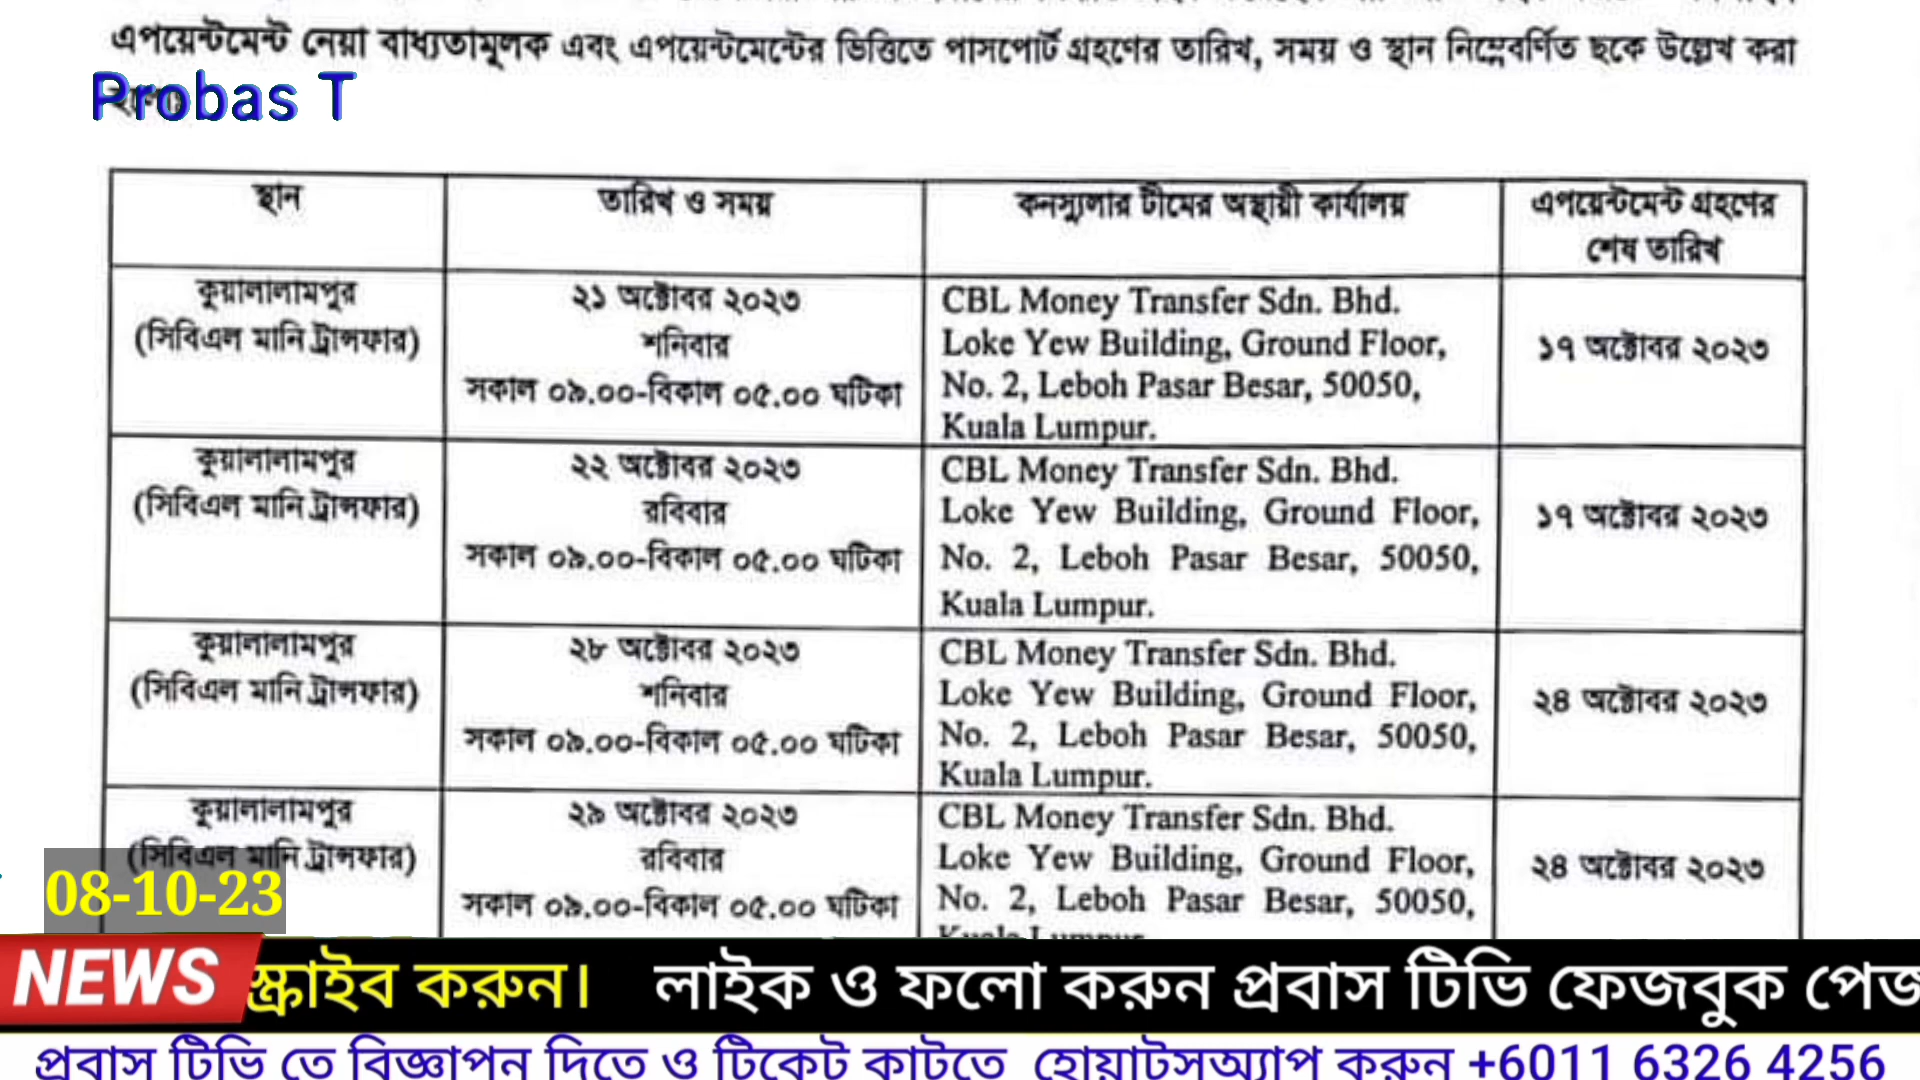 এপয়েন্টমেন্ট নেয়া বাধ্যতামূলক এবং এপয়েন্টমেন্টের ভিত্তিতে পাসপোর্ট গ্রহণের তারিখ, সময় ও স্থান নিম্নেবর্ণিত ছকে উল্লেখ করা
Probas T
স্থান
তারিখ ও সময়
কনস্যুলার টীমের অস্থায়ী কার্যালয়
এপয়েন্টমেন্ট গ্রহণের
শেষ তারিখ
কুয়ালালামপুর
(সিবিএল মানি ট্রান্সফার)
২১ অক্টোবর ২০২৩
শনিবার
সকাল ০৯.০০-বিকাল ০৫.০০ ঘটিকা
CBL Money Transfer Sdn. Bhd.
Loke Yew Building, Ground Floor,
No. 2, Leboh Pasar Besar, 50050,
Kuala Lumpur.
১৭ অক্টোবর ২০২৩
কুয়ালালামপুর
(সিবিএল মানি ট্রান্সফার)
২২ অক্টোবর ২০২৩
রবিবার
সকাল ০৯.০০-বিকাল ০৫.০০ ঘটিকা
CBL Money Transfer Sdn. Bhd.
Loke Yew Building, Ground Floor,
No. 2, Leboh Pasar Besar, 50050,
Kuala Lumpur.
১৭ অক্টোবর ২০২৩
কুয়ালালামপুর
(সিবিএল মানি ট্রান্সফার)
২৮ অক্টোবর ২০২৩
শনিবার
সকাল ০৯.০০-বিকাল ০৫.০০ ঘটিকা
CBL Money Transfer Sdn. Bhd.
Loke Yew Building, Ground Floor,
No. 2, Leboh Pasar Besar, 50050,
Kuala Lumpur.
২৪ অক্টোবর ২০২৩
কুয়ালালামপুর
(সিবিএল মানি ট্রান্সফার)
২৯ অক্টোবর ২০২৩
রবিবার
সকাল ০৯.০০-বিকাল ০৫.০০ ঘটিকা
CBL Money Transfer Sdn. Bhd.
Loke Yew Building, Ground Floor,
No. 2, Leboh Pasar Besar, 50050,
২৪ অক্টোবর ২০২৩
08-10-23
NEWS
স্ক্রাইব করুন। লাইক ও ফলো করুন প্রবাস টিভি ফেজবুক পেজ
প্রবাস টিভি তে বিজ্ঞাপন দিতে ও টিকেট কাটতে হোয়াটসঅ্যাপ করুন +6011 6326 4256